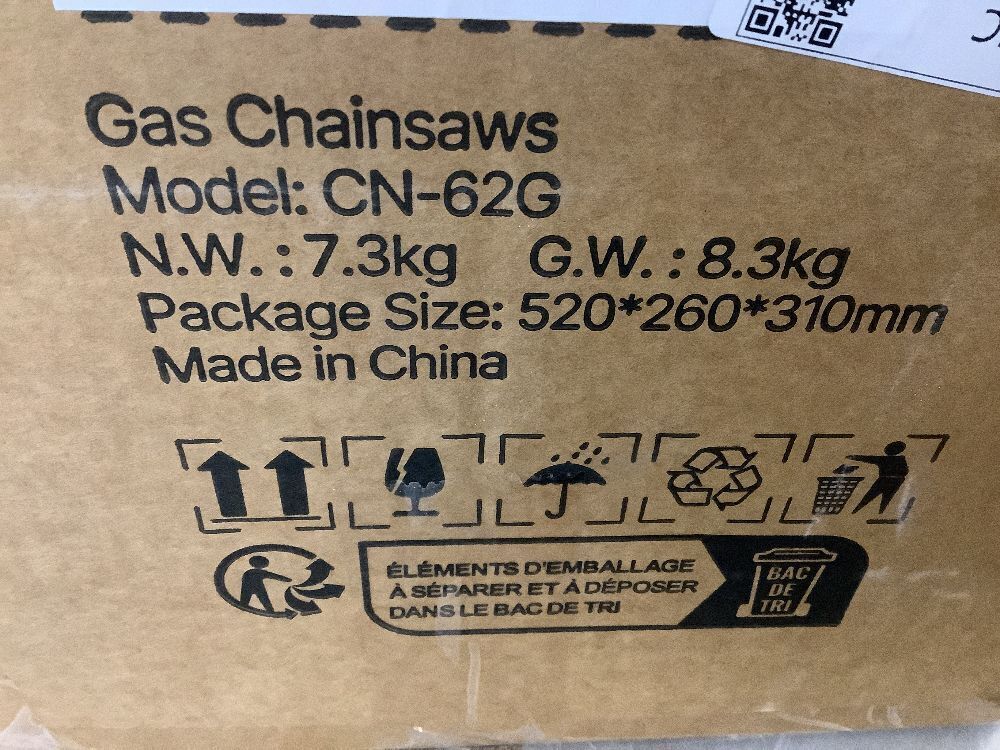 Gas Chainsaws
Model: CN-62G
N.W. : 7.3kg G.W. : 8.3kg
Package Size: 520*260*310mm
Made in China
ÉLÉMENTS D'EMBALLAGE
À SÉPARER ET À DÉPOSER
DANS LE BAC DE TRI
BAC
DE
TRI